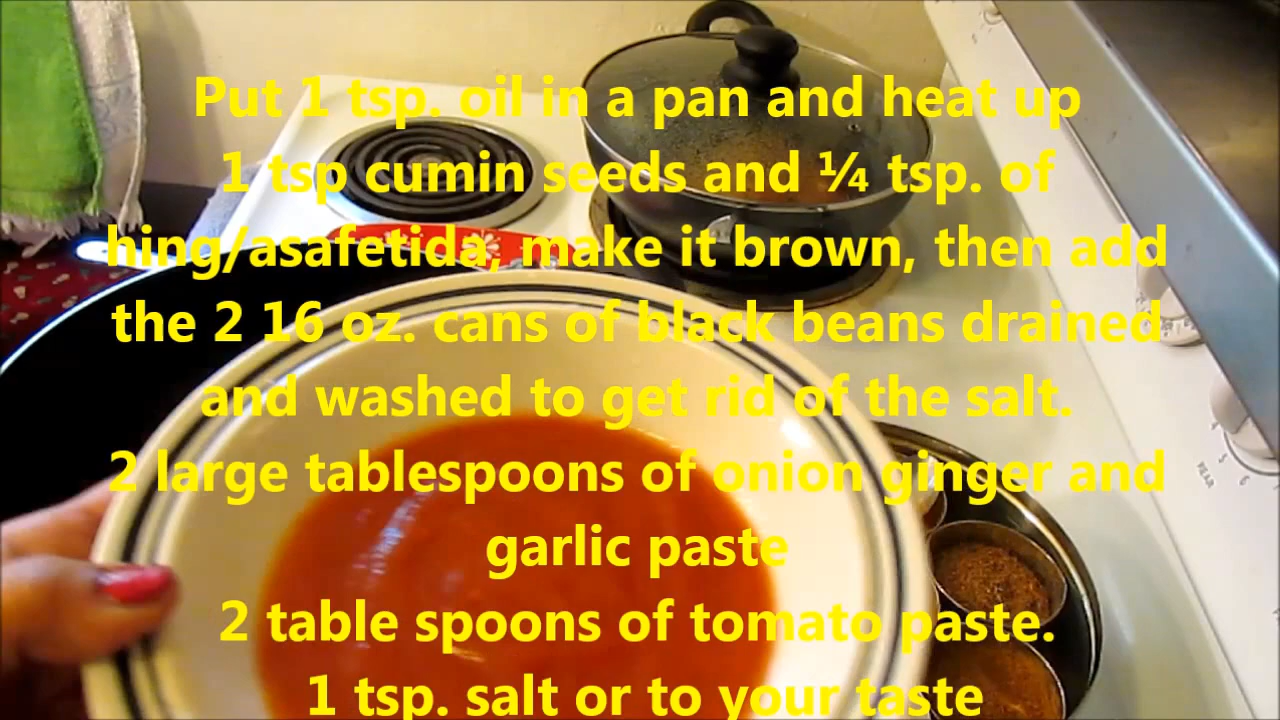 Put 1 tsp. oil in a pan and heat up
1 tsp cumin seeds and ¼ tsp. of
hing/asafetida, make it brown, then add
the 2 16 oz. cans of black beans drained
and washed to get rid of the salt.
2 large tablespoons of onion ginger and
garlic paste
2 table spoons of tomato paste.
1 tsp. salt or to your taste
REAR